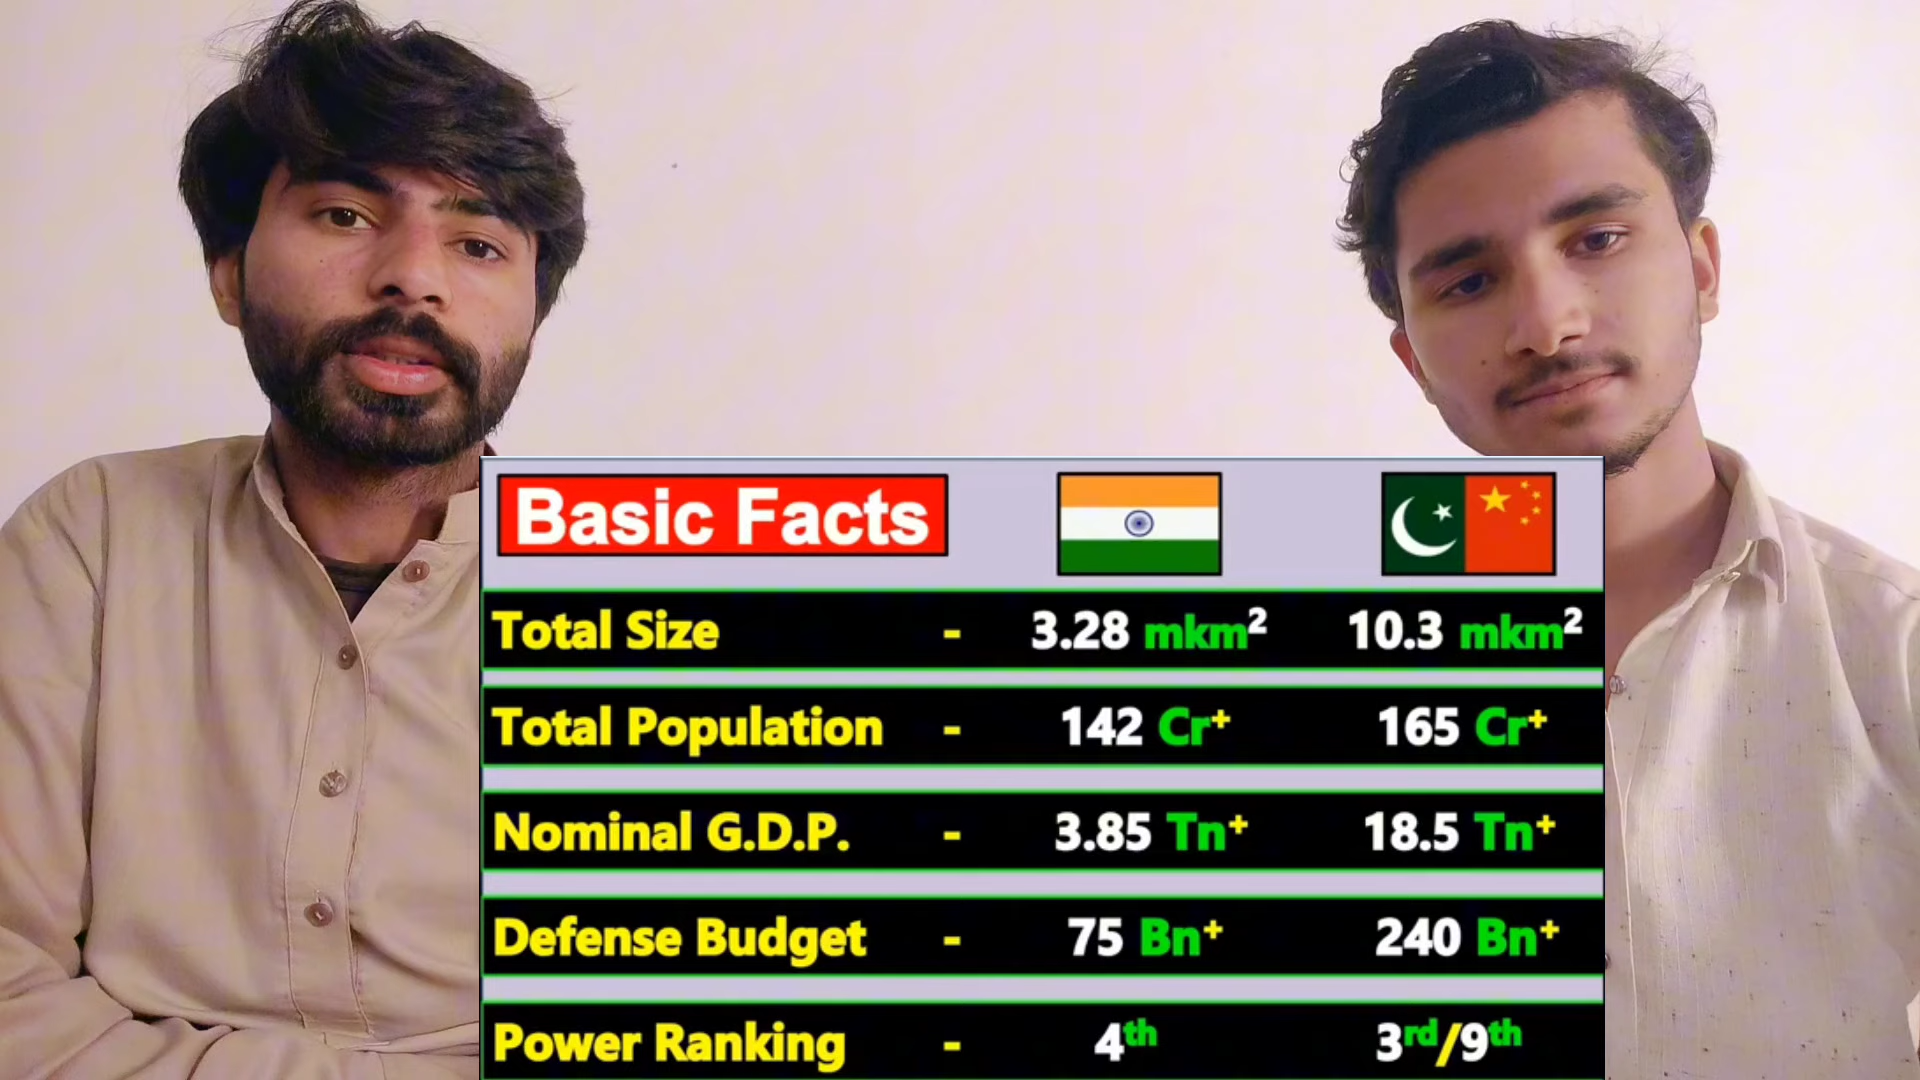 Basic Facts
Total Size - 3.28 mkm² 10.3 mkm²
Total Population - 142 Cr⁺ 165 Cr⁺
Nominal G.D.P. - 3.85 Tn⁺ 18.5 Tn⁺
Defense Budget - 75 Bn⁺ 240 Bn⁺
Power Ranking - 4th 3rd/9th